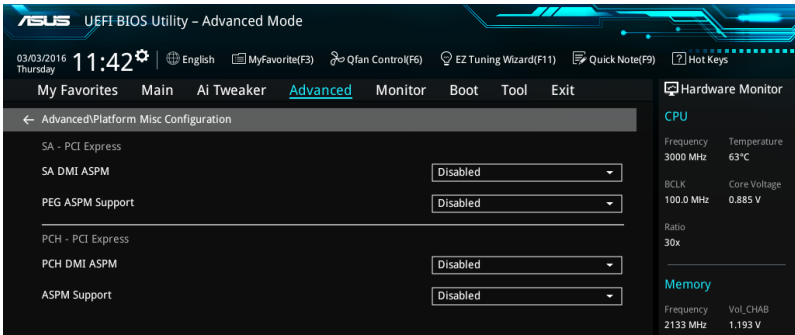 ASUS UEFI BIOS Utility – Advanced Mode
03/03/2016
Thursday
11:42
English
MyFavorite(F3)
Qfan Control(F6)
EZ Tuning Wizard(F11)
Quick Note(F9)
? Hot Keys
My Favorites Main Ai Tweaker Advanced Monitor Boot Tool Exit
← Advanced\Platform Misc Configuration
SA - PCI Express
SA DMI ASPM Disabled
PEG ASPM Support Disabled
PCH - PCI Express
PCH DMI ASPM Disabled
ASPM Support Disabled
Hardware Monitor
CPU
Frequency Temperature
3000 MHz 63°C
BCLK Core Voltage
100.0 MHz 0.885 V
Ratio
30x
Memory
Frequency Vol_CHAB
2133 MHz 1.193 V